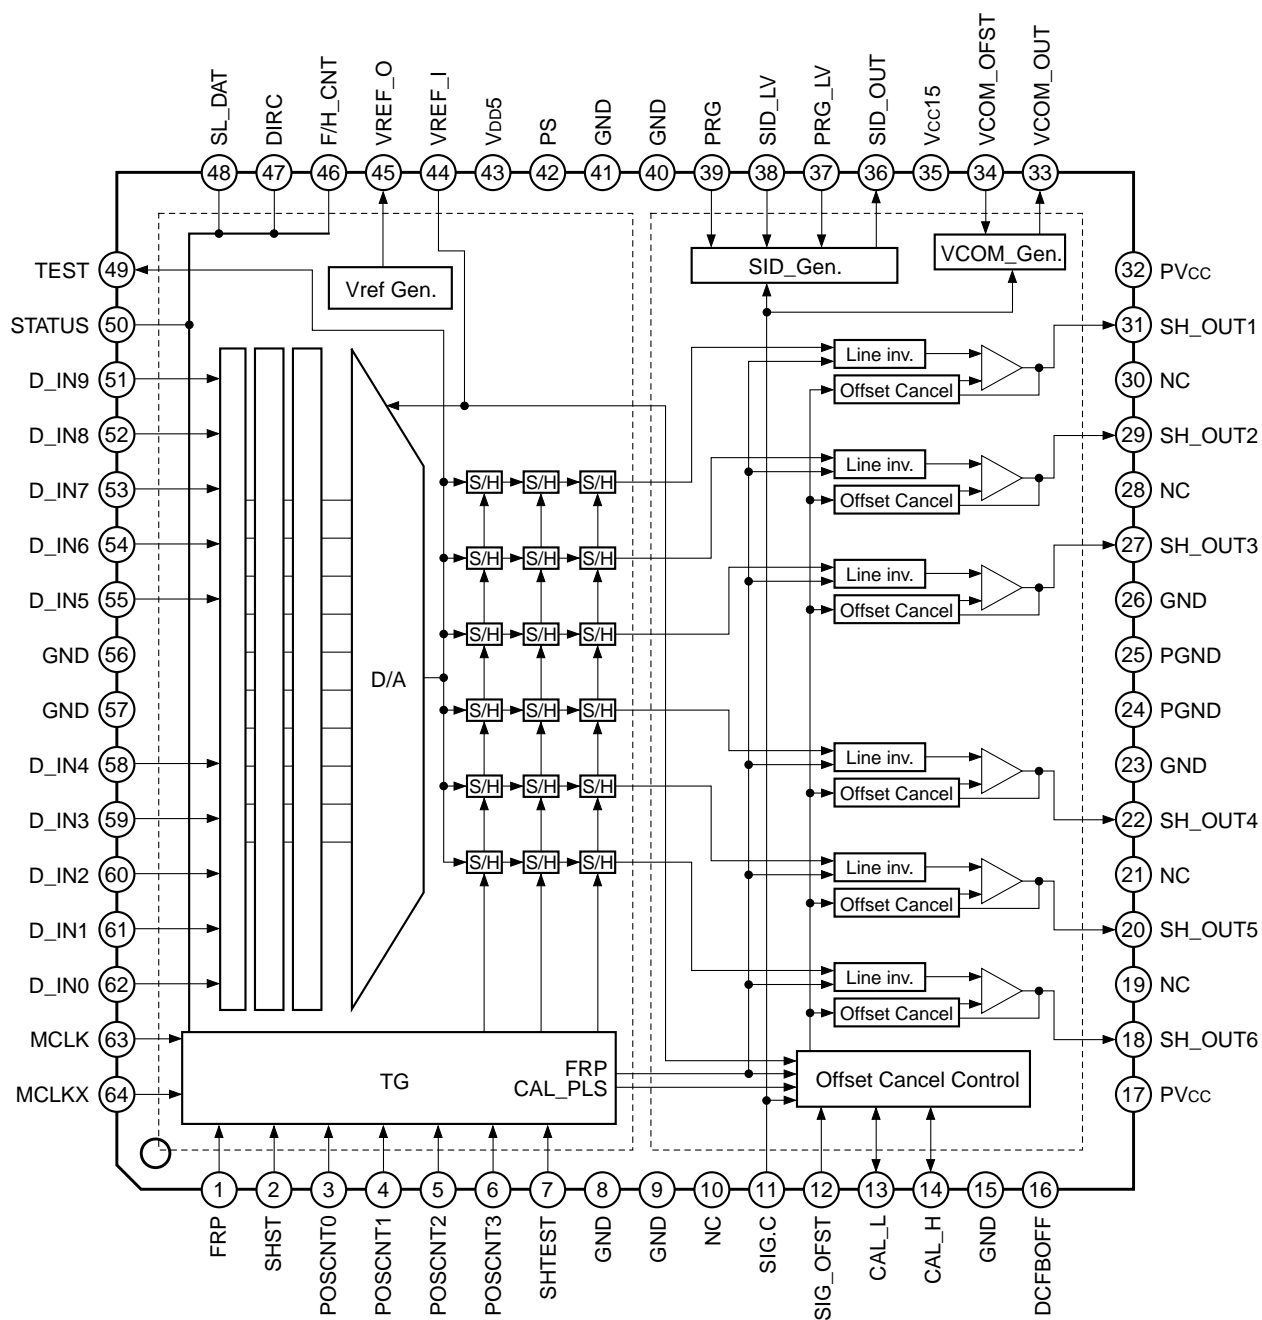 SL_DAT
DIRC
F/H_CNT
VREF_O
VREF_I
VDD5
PS
GND
GND
PRG
SID_LV
PRG_LV
SID_OUT
VCC15
VCOM_OFST
VCOM_OUT
48 47 46 45 44 43 42 41 40 39 38 37 36 35 34 33
TEST 49
STATUS 50
D_IN9 51
D_IN8 52
D_IN7 53
D_IN6 54
D_IN5 55
GND 56
GND 57
D_IN4 58
D_IN3 59
D_IN2 60
D_IN1 61
D_IN0 62
MCLK 63
MCLKX 64
Vref Gen.
D/A
S/H S/H S/H
S/H S/H S/H
S/H S/H S/H
S/H S/H S/H
S/H S/H S/H
S/H S/H S/H
TG
FRP
CAL_PLS
SID_Gen.
VCOM_Gen.
Line inv.
Offset Cancel
Line inv.
Offset Cancel
Line inv.
Offset Cancel
Line inv.
Offset Cancel
Line inv.
Offset Cancel
Line inv.
Offset Cancel
Offset Cancel Control
32 PVCC
31 SH_OUT1
30 NC
29 SH_OUT2
28 NC
27 SH_OUT3
26 GND
25 PGND
24 PGND
23 GND
22 SH_OUT4
21 NC
20 SH_OUT5
19 NC
18 SH_OUT6
17 PVCC
1 2 3 4 5 6 7 8 9 10 11 12 13 14 15 16
FRP
SHST
POSCNT0
POSCNT1
POSCNT2
POSCNT3
SHTEST
GND
GND
NC
SIG.C
SIG_OFST
CAL_L
CAL_H
GND
DCFBOFF